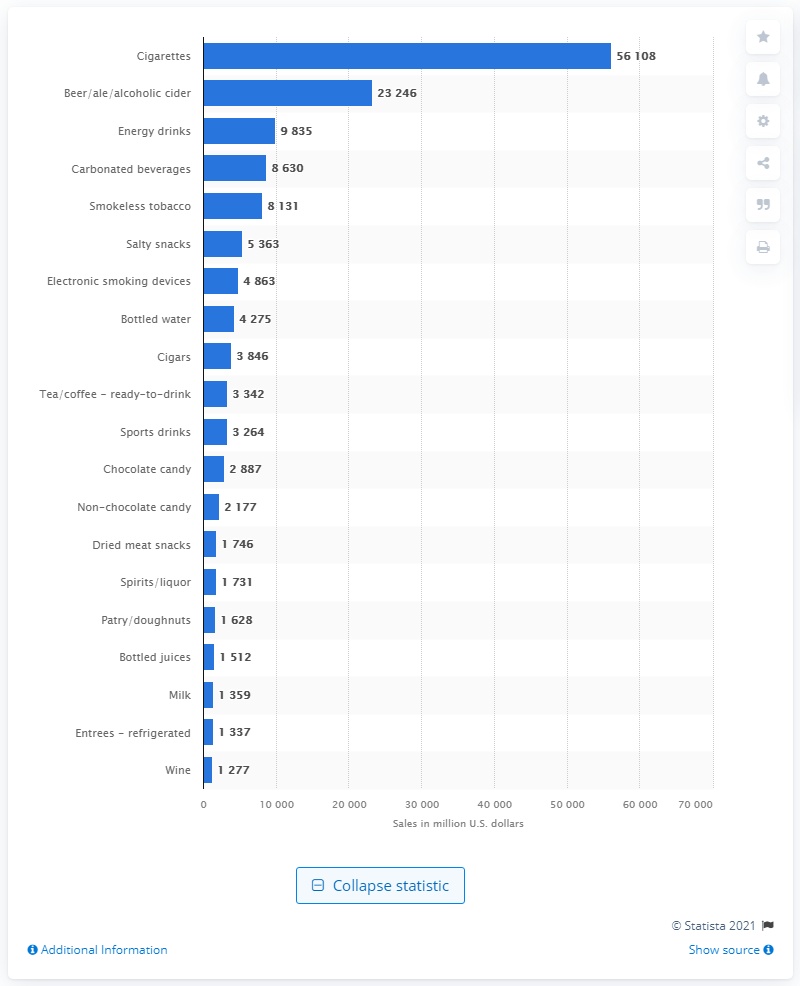 Cigarettes 56 108
Beer/ale/alcoholic cider 23 246
Energy drinks 9 835
Carbonated beverages 8 630
Smokeless tobacco 8 131
Salty snacks 5 363
Electronic smoking devices 4 863
Bottled water 4 275
Cigars 3 846
Tea/coffee - ready-to-drink 3 342
Sports drinks 3 264
Chocolate candy 2 887
Non-chocolate candy 2 177
Dried meat snacks 1 746
Spirits/liquor 1 731
Patry/doughnuts 1 628
Bottled juices 1 512
Milk 1 359
Entrees - refrigerated 1 337
Wine 1 277
0 10 000 20 000 30 000 40 000 50 000 60 000 70 000
Sales in million U.S. dollars
Collapse statistic
© Statista 2021
Additional Information Show source